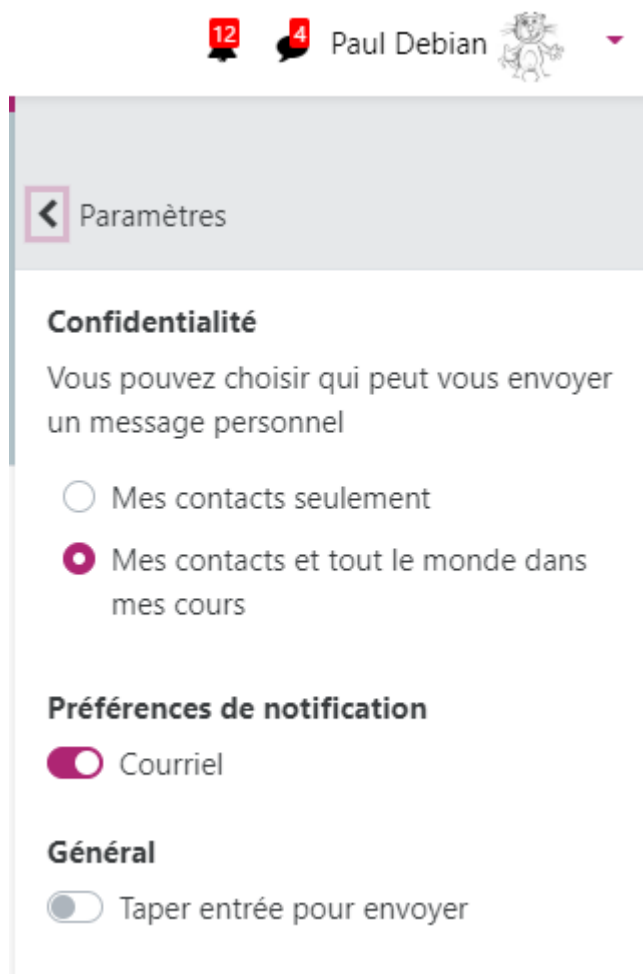 12
4
Paul Debian
Paramètres
Confidentialité
Vous pouvez choisir qui peut vous envoyer
un message personnel
Mes contacts seulement
Mes contacts et tout le monde dans
mes cours
Préférences de notification
Courriel
Général
Taper entrée pour envoyer